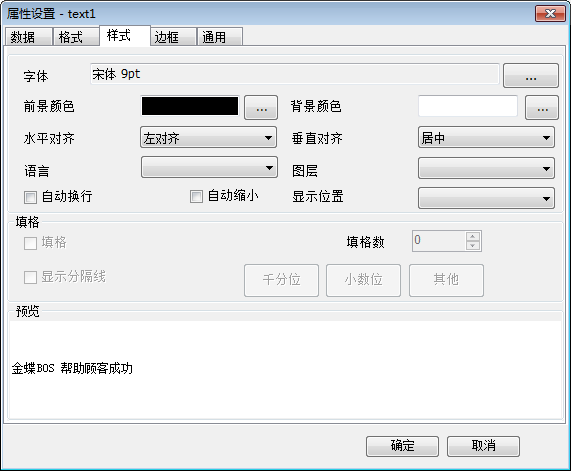 属性设置 - text1
数据 格式 样式 边框 通用
字体 宋体 9pt ...
前景颜色 ... 背景颜色 ...
水平对齐 左对齐 垂直对齐 居中
语言 图层
自动换行 自动缩小 显示位置
填格
填格 填格数 0
显示分隔线 千分位 小数位 其他
预览
金蝶BOS 帮助顾客成功
确定 取消